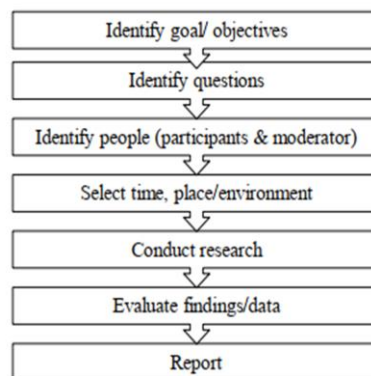 Identify goal/ objectives
Identify questions
Identify people (participants & moderator)
Select time, place/environment
Conduct research
Evaluate findings/data
Report